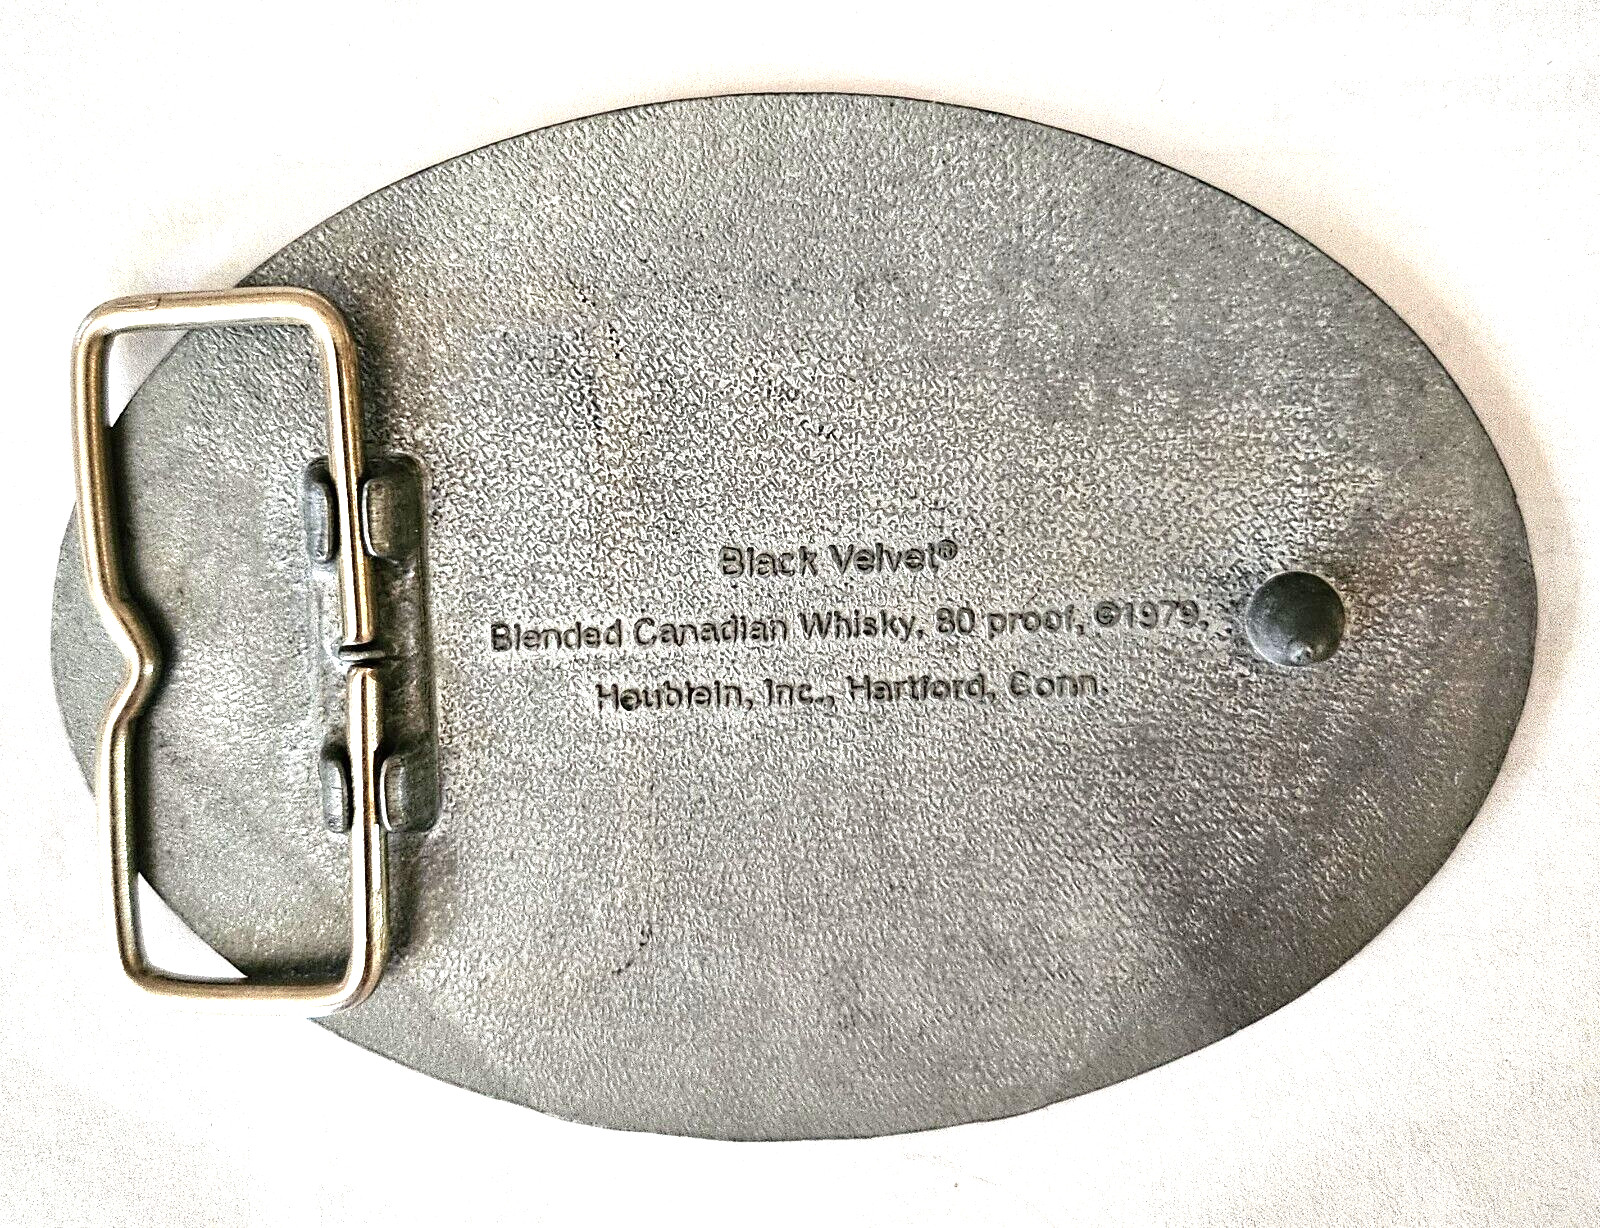 Black Velvet®
Blended Canadian Whisky, 80 proof, ©1979,
Heublein, Inc., Hartford, Conn.